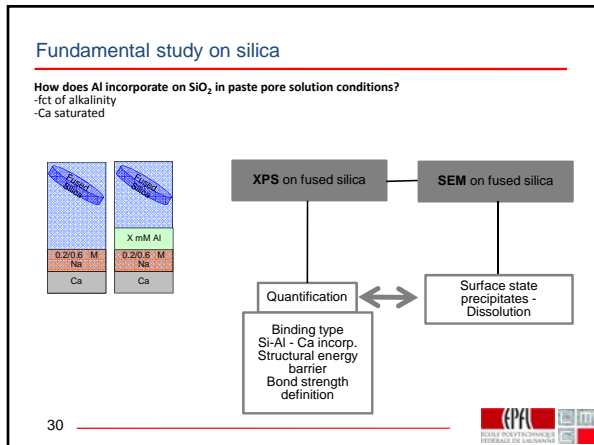 Fundamental study on silica
How does Al incorporate on SiO₂ in paste pore solution conditions?
-fct of alkalinity
-Ca saturated
Fused
Silica
0.2/0.6 M
Na
Ca
Fused
Silica
X mM Al
0.2/0.6 M
Na
Ca
XPS on fused silica
SEM on fused silica
Quantification
Binding type
Si-Al - Ca incorp.
Structural energy
barrier
Bond strength
definition
Surface state
precipitates -
Dissolution
30
EPFL
ECOLE POLYTECHNIQUE
FÉDÉRALE DE LAUSANNE